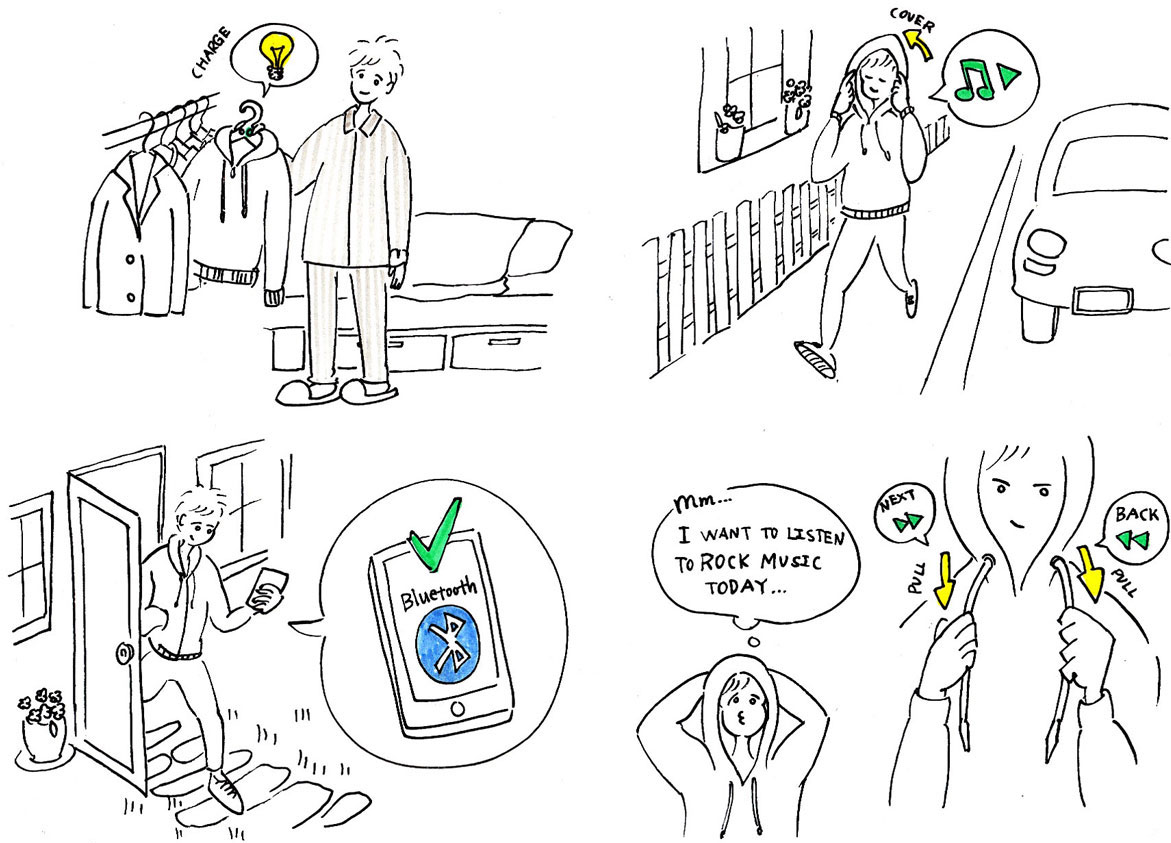 CHARGE
COVER
Bluetooth
mm...
I WANT TO LISTEN
TO ROCK MUSIC
TODAY...
NEXT
PULL
BACK
PULL